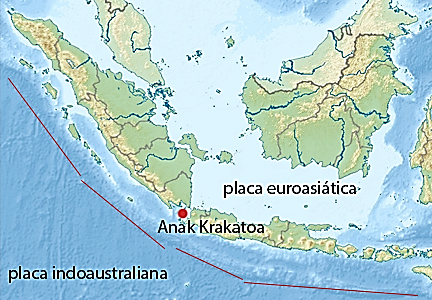 placa euroasiática
Anak Krakatoa
placa indoaustraliana